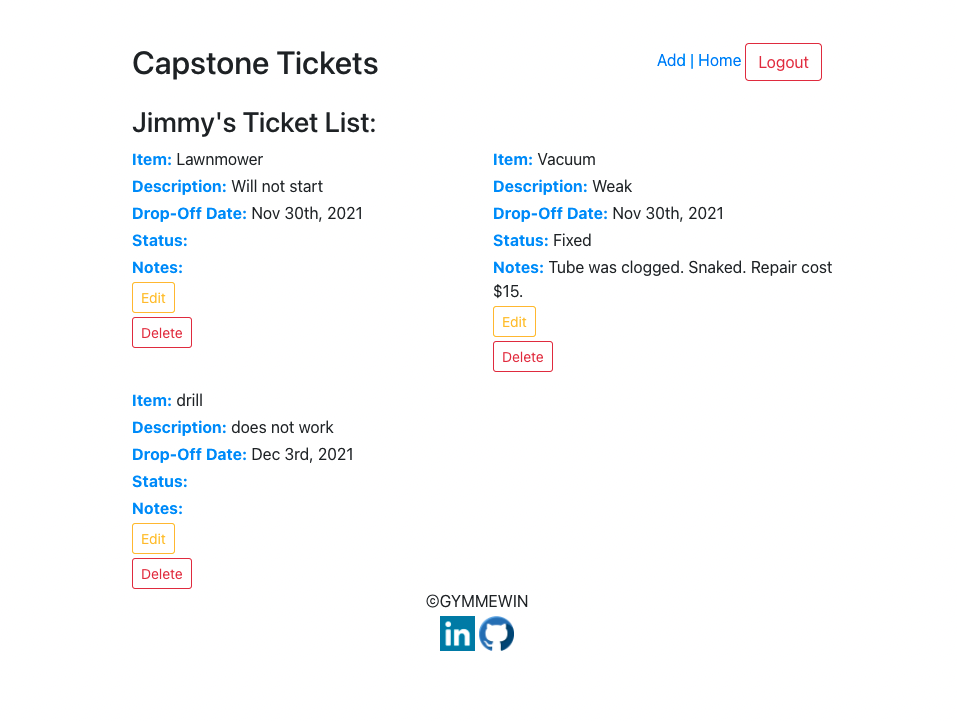 Capstone Tickets
Add | Home
Logout
Jimmy's Ticket List:
Item: Lawnmower
Description: Will not start
Drop-Off Date: Nov 30th, 2021
Status:
Notes:
Edit
Delete
Item: Vacuum
Description: Weak
Drop-Off Date: Nov 30th, 2021
Status: Fixed
Notes: Tube was clogged. Snaked. Repair cost
$15.
Edit
Delete
Item: drill
Description: does not work
Drop-Off Date: Dec 3rd, 2021
Status:
Notes:
Edit
Delete
©GYMMEWIN
in